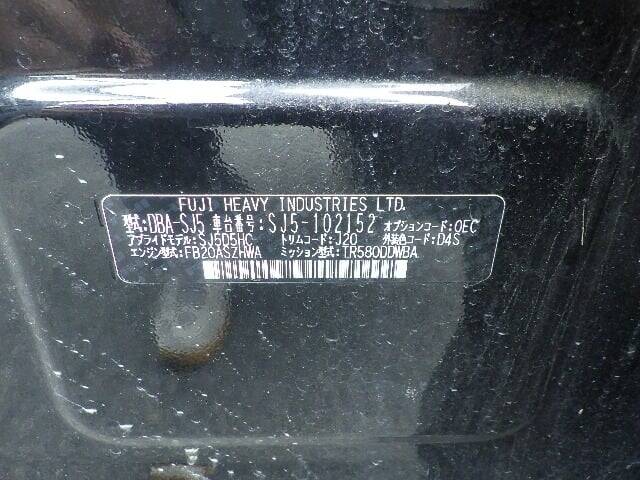 FUJI HEAVY INDUSTRIES LTD.
型式:DBA-SJ5 車台番号:SJ5-102152 オプションコード:OEC
アプライドモデル:SJ5D5HC トリムコード:J20 外装色コード:D4S
エンジン型式:FB20ASZHWA ミッション型式:TR580DDWBA